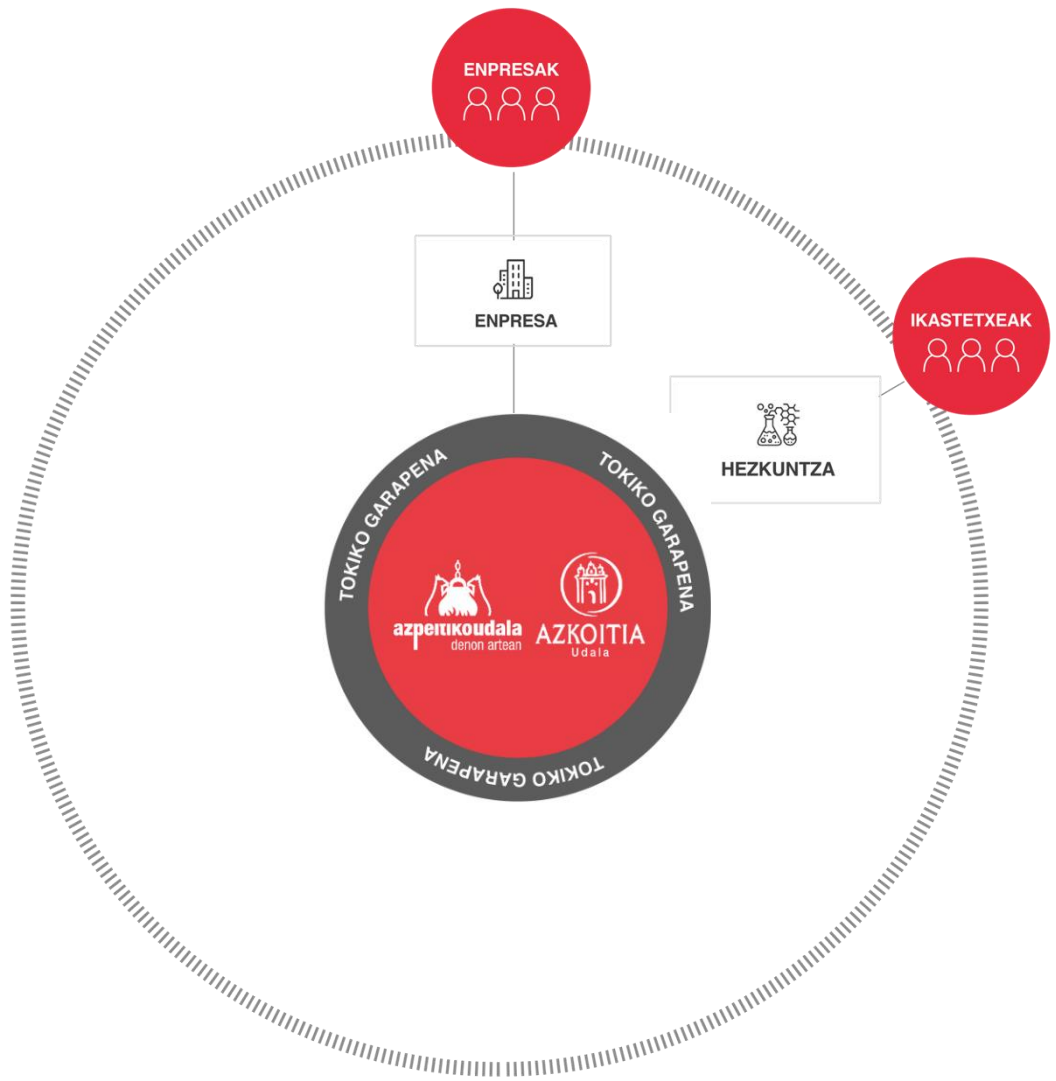 ENPRESAK
ENPRESA
IKASTETXEAK
HEZKUNTZA
TOKIKO GARAPENA
TOKIKO GARAPENA
azpeitikoudala
denon artean
AZKOITIA
Udala
TOKIKO GARAPENA